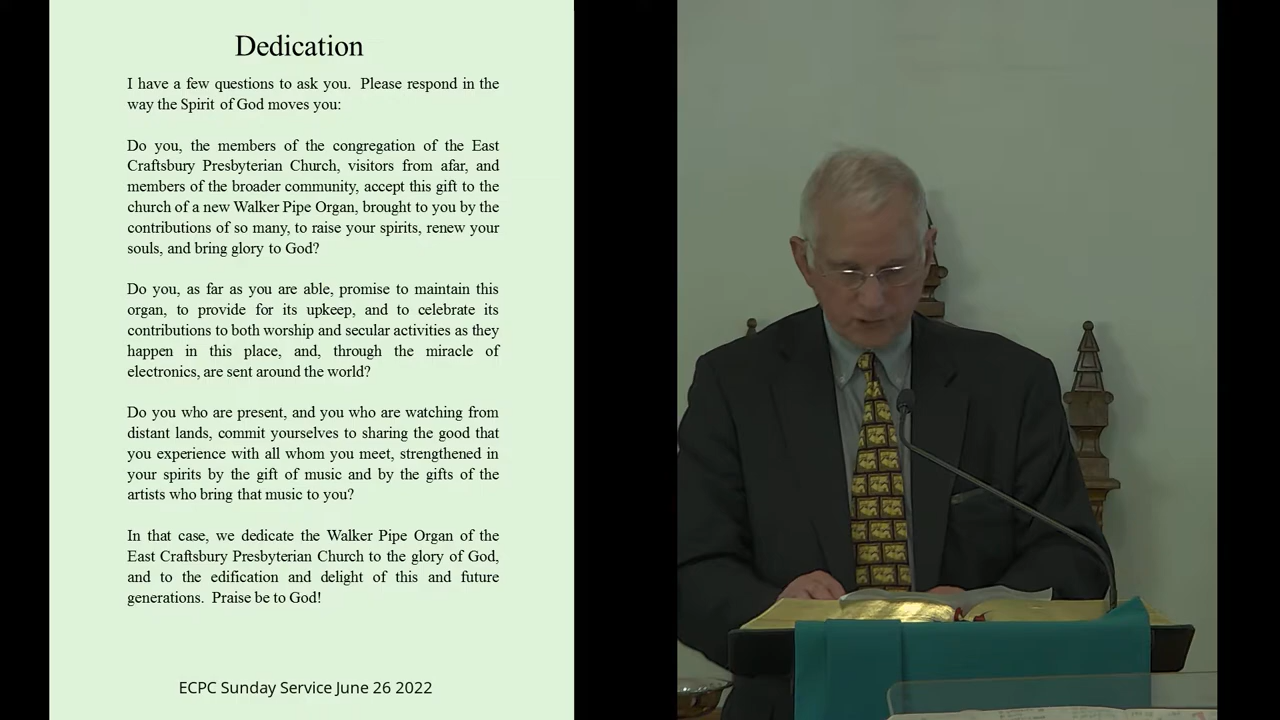 Dedication
I have a few questions to ask you.  Please respond in the
way the Spirit of God moves you:
Do you, the members of the congregation of the East
Craftsbury Presbyterian Church, visitors from afar, and
members of the broader community, accept this gift to the
church of a new Walker Pipe Organ, brought to you by the
contributions of so many, to raise your spirits, renew your
souls, and bring glory to God?
Do you, as far as you are able, promise to maintain this
organ, to provide for its upkeep, and to celebrate its
contributions to both worship and secular activities as they
happen in this place, and, through the miracle of
electronics, are sent around the world?
Do you who are present, and you who are watching from
distant lands, commit yourselves to sharing the good that
you experience with all whom you meet, strengthened in
your spirits by the gift of music and by the gifts of the
artists who bring that music to you?
In that case, we dedicate the Walker Pipe Organ of the
East Craftsbury Presbyterian Church to the glory of God,
and to the edification and delight of this and future
generations.  Praise be to God!
ECPC Sunday Service June 26 2022